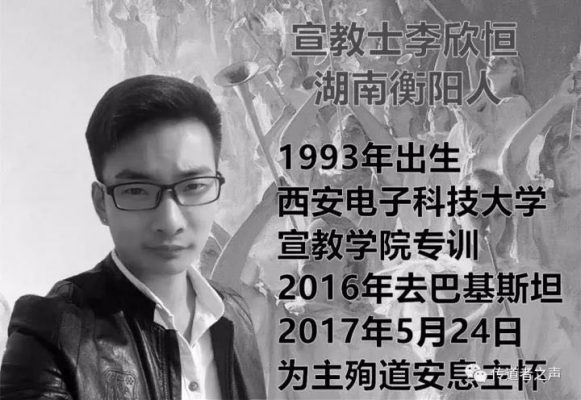 宣教士李欣恒
湖南衡阳人
1993年出生
西安电子科技大学
宣教学院专训
2016年去巴基斯坦
2017年5月24日
为主殉道安息主怀
传道者之声